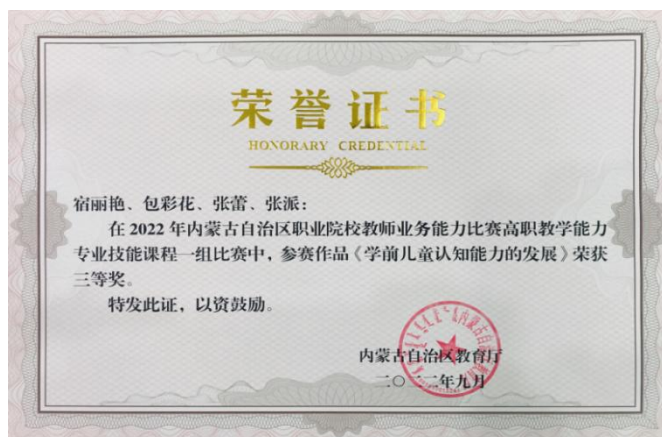 荣誉证书
HONORARY CREDENTIAL
宿丽艳、包彩花、张蕾、张派：
在 2022 年内蒙古自治区职业院校教师业务能力比赛高职教学能力
专业技能课程一组比赛中，参赛作品《学前儿童认知能力的发展》荣获
三等奖。
特发此证，以资鼓励。
内蒙古自治区教育厅
二〇二二年九月